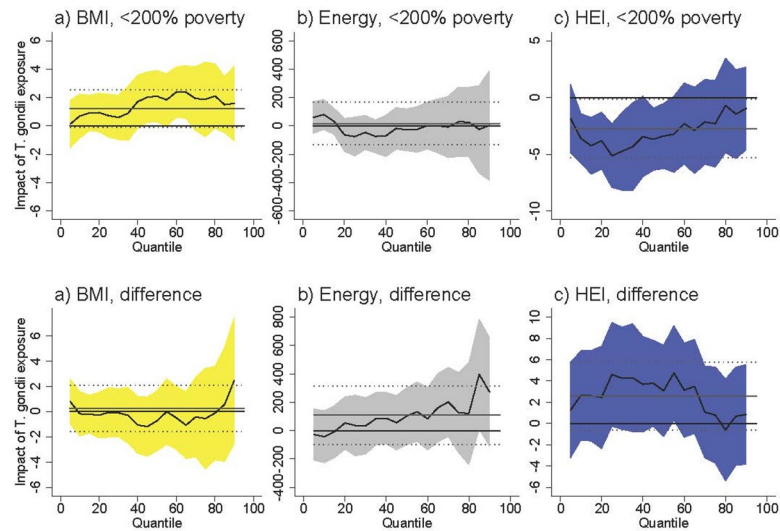 a) BMI, <200% poverty
b) Energy, <200% poverty
c) HEI, <200% poverty
Impact of T. gondii exposure
6
4
2
0
-2
-4
-6
0 20 40 60 80 100
Quantile
600
400
200
0
-200
-400
-600
0 20 40 60 80 100
Quantile
5
0
-5
-10
0 20 40 60 80 100
Quantile
a) BMI, difference
b) Energy, difference
c) HEI, difference
Impact of T. gondii exposure
6
4
2
0
-2
-4
-6
0 20 40 60 80 100
Quantile
800
600
400
200
0
-200
-400
0 20 40 60 80 100
Quantile
10
8
6
4
2
0
-2
-4
-6
0 20 40 60 80 100
Quantile